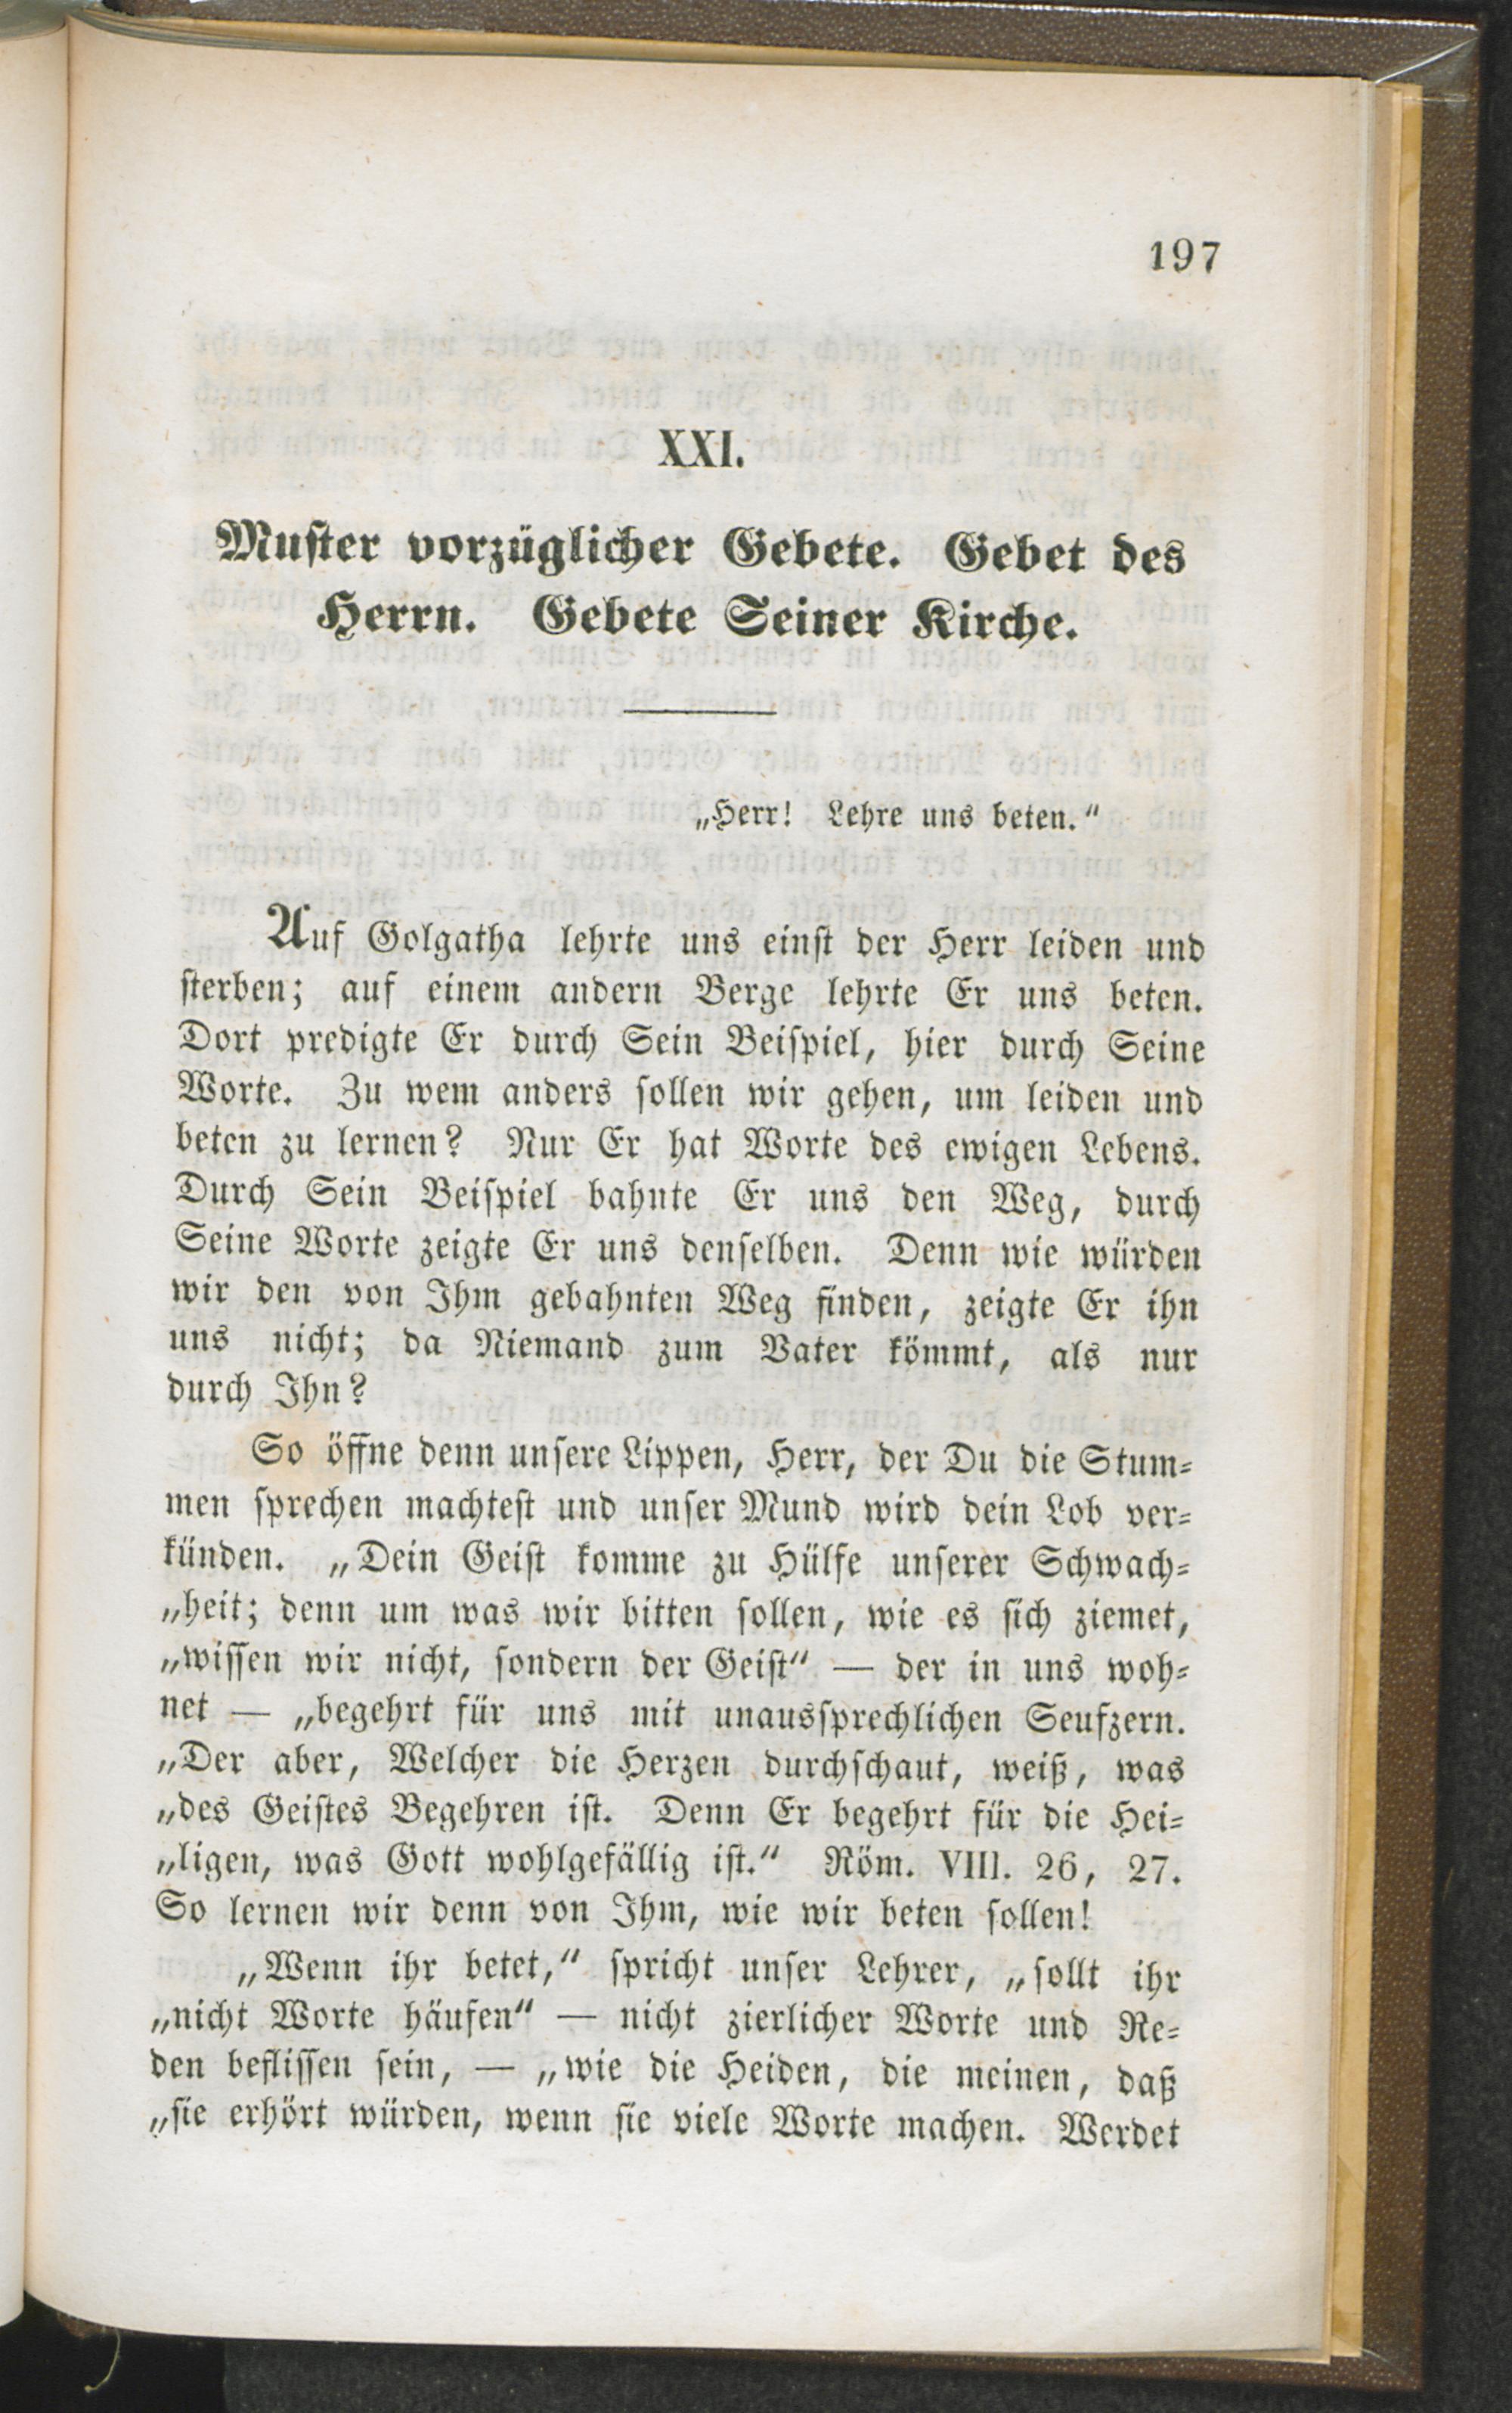 197
XXI.
Muster vorzüglicher Gebete. Gebet des
Herrn. Gebete Seiner Kirche.
„Herr! Lehre uns beten.“
Auf Golgatha lehrte uns einst der Herr leiden und
sterben; auf einem andern Berge lehrte Er uns beten.
Dort predigte Er durch Sein Beispiel, hier durch Seine
Worte. Zu wem anders sollen wir gehen, um leiden und
beten zu lernen? Nur Er hat Worte des ewigen Lebens.
Durch Sein Beispiel bahnte Er uns den Weg, durch
Seine Worte zeigte Er uns denselben. Denn wie würden
wir den von Ihm gebahnten Weg finden, zeigte Er ihn
uns nicht; da Niemand zum Vater kömmt, als nur
durch Ihn?
So öffne denn unsere Lippen, Herr, der Du die Stum-
men sprechen machtest und unser Mund wird dein Lob ver-
künden. „Dein Geist komme zu Hülfe unserer Schwach-
„heit; denn um was wir bitten sollen, wie es sich ziemet,
„wissen wir nicht, sondern der Geist“ — der in uns woh-
net — „begehrt für uns mit unaussprechlichen Seufzern.
„Der aber, Welcher die Herzen durchschaut, weiß, was
„des Geistes Begehren ist. Denn Er begehrt für die Hei-
„ligen, was Gott wohlgefällig ist.“ Röm. VIII. 26, 27.
So lernen wir denn von Ihm, wie wir beten sollen!
„Wenn ihr betet,“ spricht unser Lehrer, „sollt ihr
„nicht Worte häufen“ — nicht zierlicher Worte und Re-
den beflissen sein, — „wie die Heiden, die meinen, daß
„sie erhört würden, wenn sie viele Worte machen. Werdet